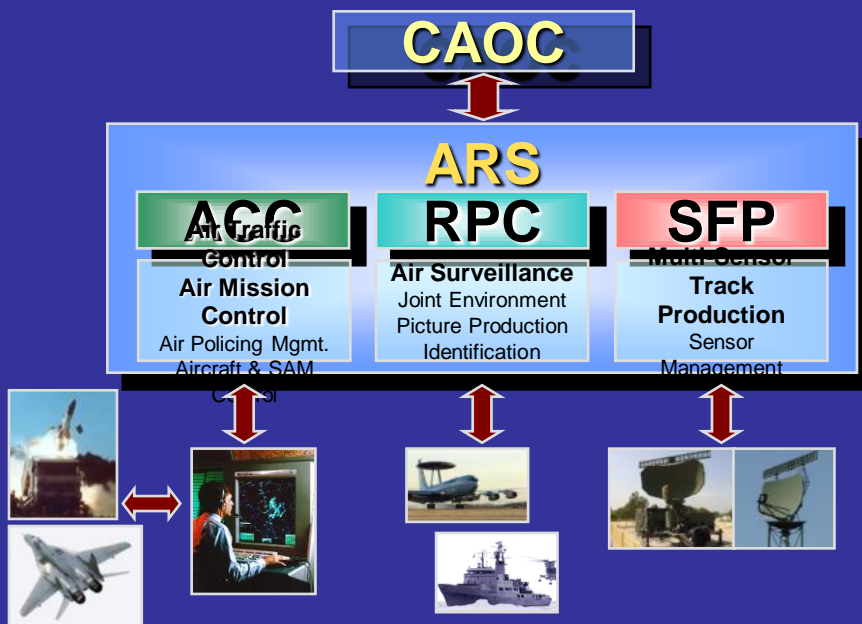 CAOC
ARS
ACC
Air Traffic
Control
Air Mission
Control
Air Policing Mgmt.
Aircraft & SAM
Control
RPC
Air Surveillance
Joint Environment
Picture Production
Identification
SFP
Multi-Sensor
Track
Production
Sensor
Management